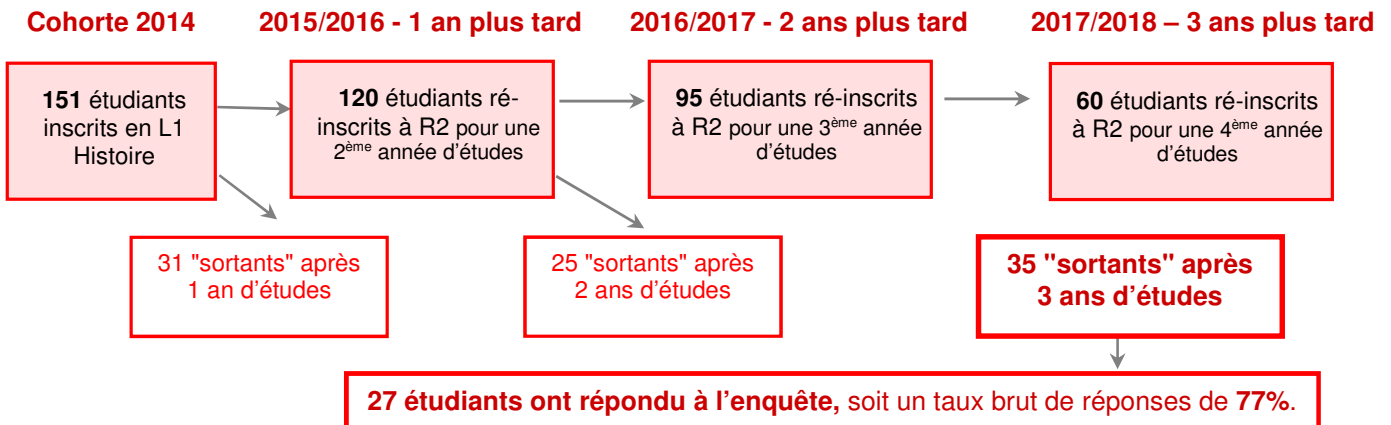 Cohorte 2014
2015/2016 - 1 an plus tard
2016/2017 - 2 ans plus tard
2017/2018 – 3 ans plus tard
151 étudiants
inscrits en L1
Histoire
120 étudiants ré-
inscrits à R2 pour une
2ème année d'études
95 étudiants ré-inscrits
à R2 pour une 3ème année
d'études
60 étudiants ré-inscrits
à R2 pour une 4ème année
d'études
31 "sortants" après
1 an d'études
25 "sortants" après
2 ans d'études
35 "sortants" après
3 ans d'études
27 étudiants ont répondu à l'enquête, soit un taux brut de réponses de 77%.